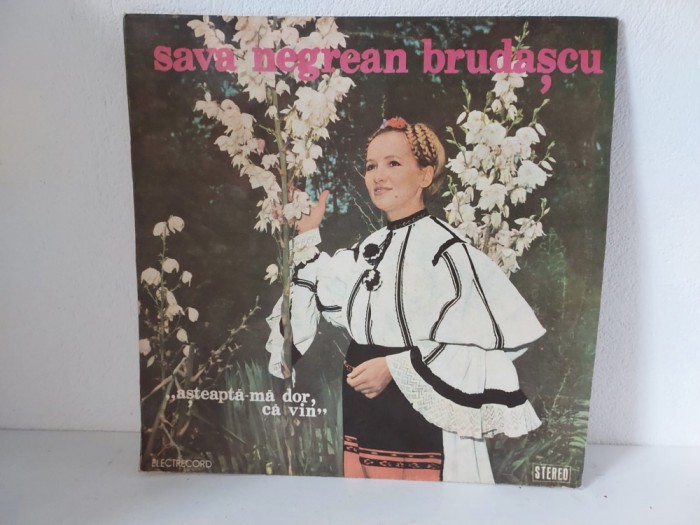 sava negrean brudașcu
„așteaptă-mă dor,
că vin”
ELECTRECORD
STEREO